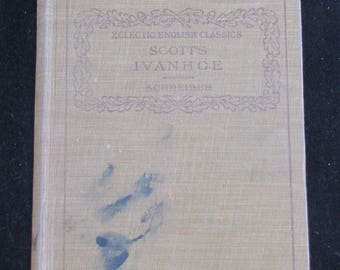 ECLECTIC ENGLISH CLASSICS
SCOTT'S
IVANHOE
SCHREIBER